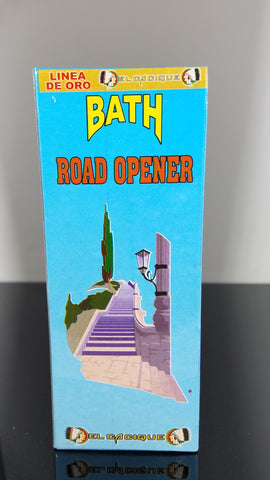 LINEA
DE ORO
EL CACIQUE
BATH
ROAD OPENER
EL CACIQUE